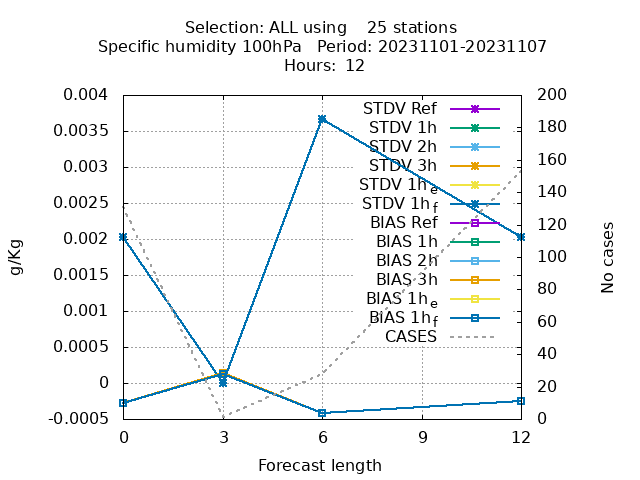 Selection: ALL using    25 stations
Specific humidity 100hPa   Period: 20231101-20231107
Hours: 12
0.004
0.0035
0.003
0.0025
0.002
0.0015
0.001
0.0005
0
-0.0005
g/Kg
200
180
160
140
120
100
80
60
40
20
0
No cases
STDV Ref
STDV 1h
STDV 2h
STDV 3h
STDV 1he
STDV 1hf
BIAS Ref
BIAS 1h
BIAS 2h
BIAS 3h
BIAS 1he
BIAS 1hf
CASES
0 3 6 9 12
Forecast length